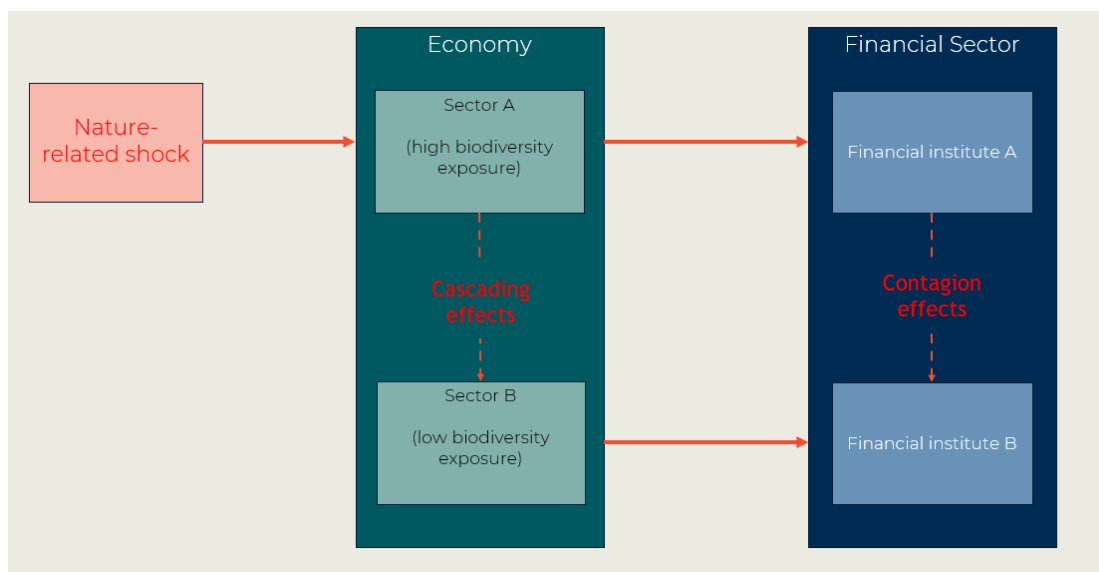 Economy
Financial Sector
Nature-
related shock
Sector A
(high biodiversity
exposure)
Financial institute A
Cascading
effects
Contagion
effects
Sector B
(low biodiversity
exposure)
Financial institute B